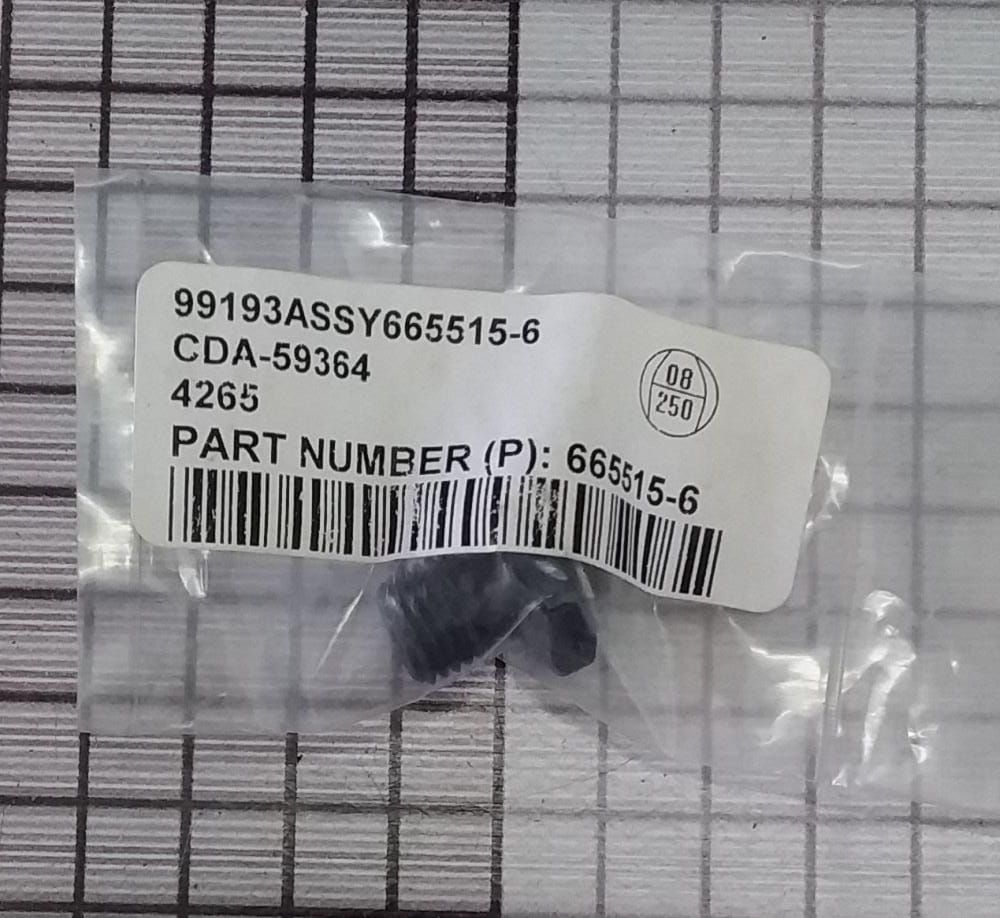 99193ASSY665515-6
CDA-59364
4265
08
250
PART NUMBER (P): 665515-6